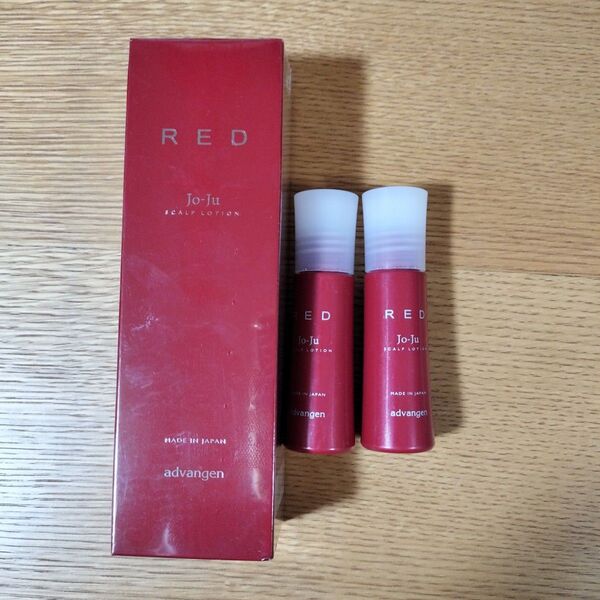 RED
Jo-Ju
SCALP LOTION
MADE IN JAPAN
advangen
RED
Jo-Ju
SCALP LOTION
MADE IN JAPAN
advangen
RED
Jo-Ju
SCALP LOTION
MADE IN JAPAN
advangen